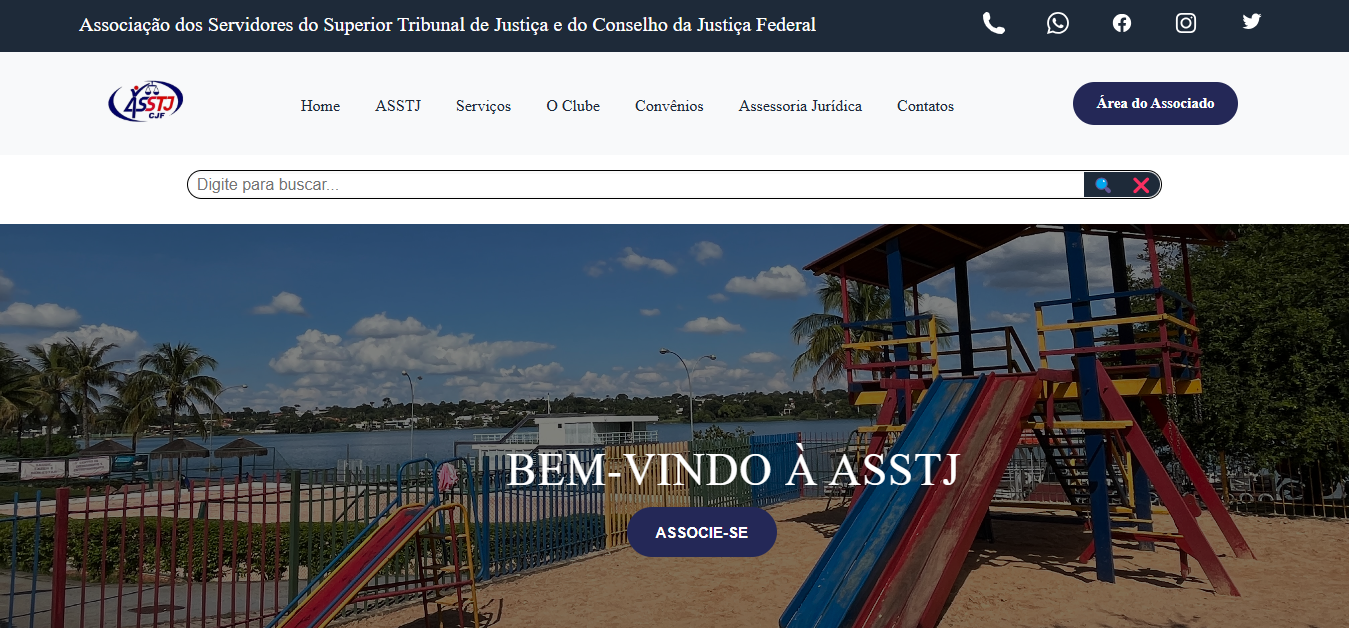 Associação dos Servidores do Superior Tribunal de Justiça e do Conselho da Justiça Federal
ASSTJ
CJF
Home ASSTJ Serviços O Clube Convênios Assessoria Jurídica Contatos
Área do Associado
Digite para buscar...
BEM-VINDO À ASSTJ
ASSOCIE-SE